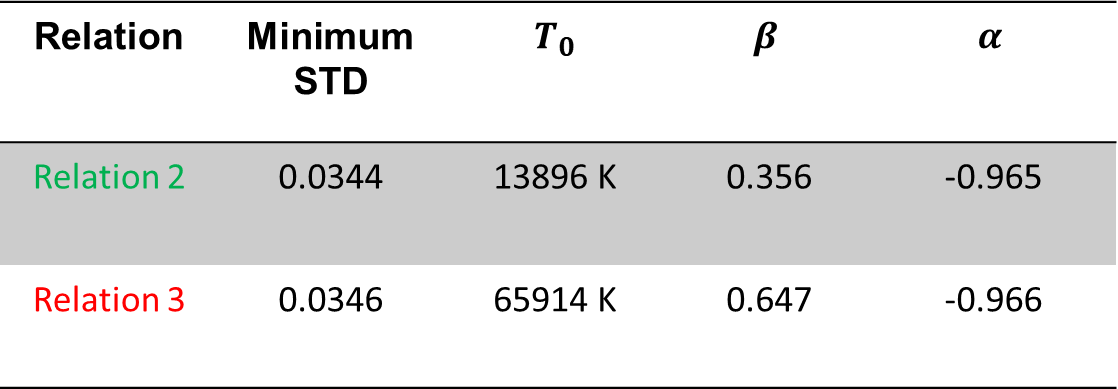 Relation Minimum STD T₀ β α
Relation 2 0.0344 13896 K 0.356 -0.965
Relation 3 0.0346 65914 K 0.647 -0.966